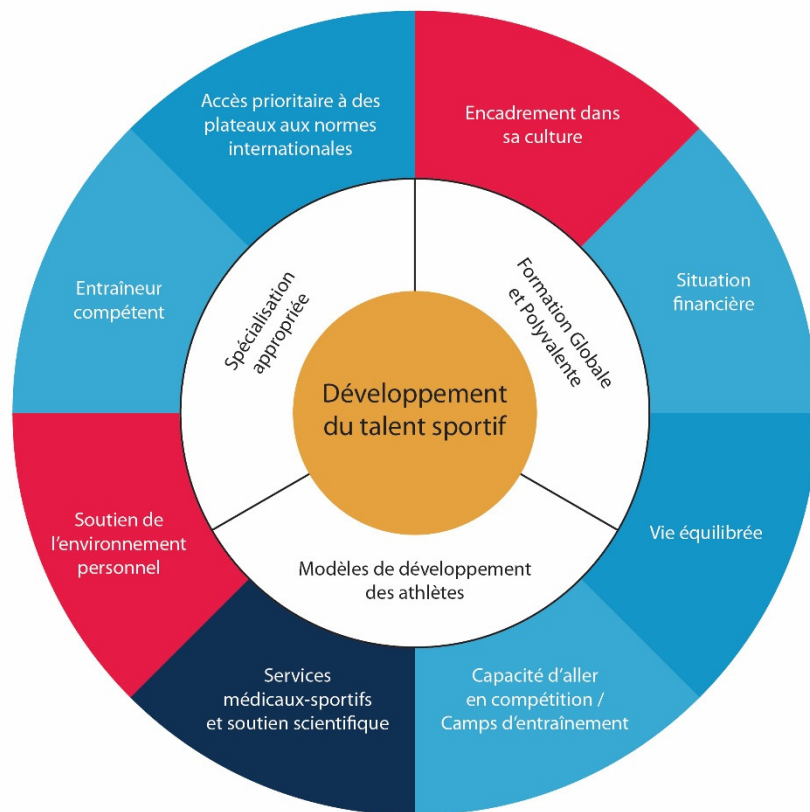 Accès prioritaire à des
plateaux aux normes
internationales
Encadrement dans
sa culture
Situation
financière
Vie équilibrée
Capacité d'aller
en compétition /
Camps d'entraînement
Services
médicaux-sportifs
et soutien scientifique
Soutien de
l'environnement
personnel
Entraîneur
compétent
Spécialisation
appropriée
Formation Globale
et Polyvalente
Modèles de développement
des athlètes
Développement
du talent sportif